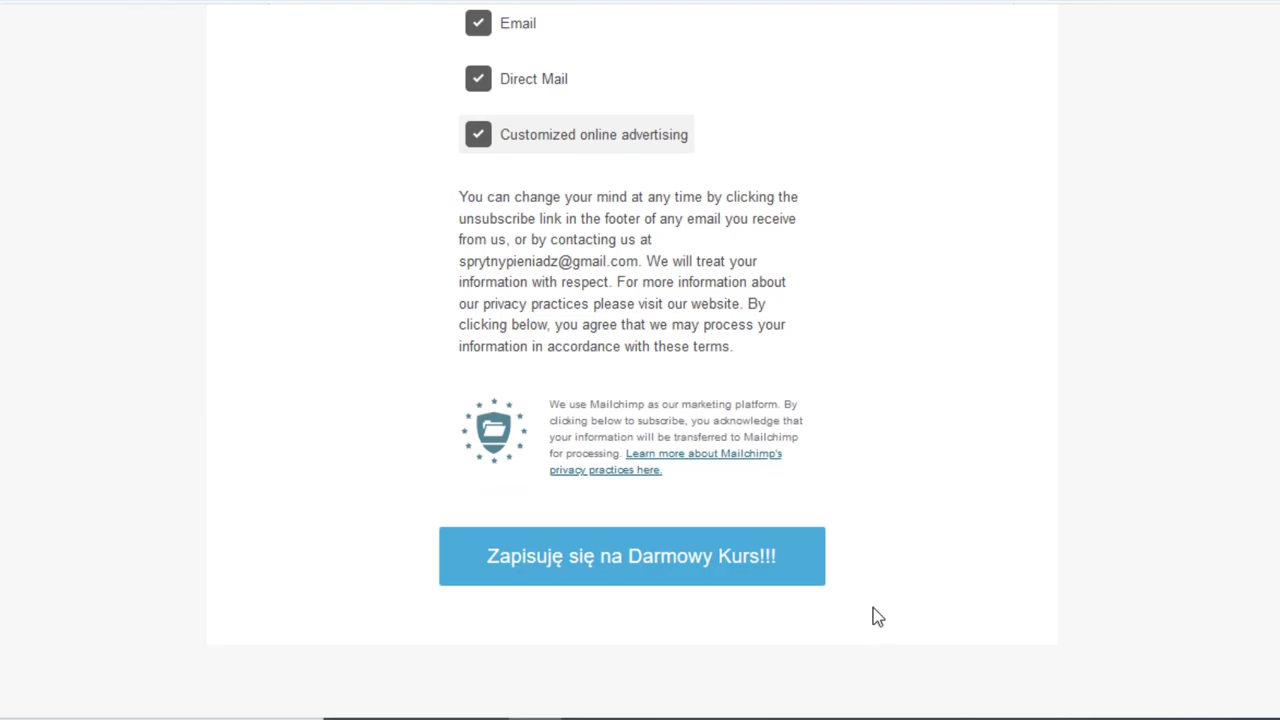 Email
Direct Mail
Customized online advertising
You can change your mind at any time by clicking the
unsubscribe link in the footer of any email you receive
from us, or by contacting us at
sprytnypieniadz@gmail.com. We will treat your
information with respect. For more information about
our privacy practices please visit our website. By
clicking below, you agree that we may process your
information in accordance with these terms.
We use Mailchimp as our marketing platform. By
clicking below to subscribe, you acknowledge that
your information will be transferred to Mailchimp
for processing. Learn more about Mailchimp's
privacy practices here.
Zapisuję się na Darmowy Kurs!!!